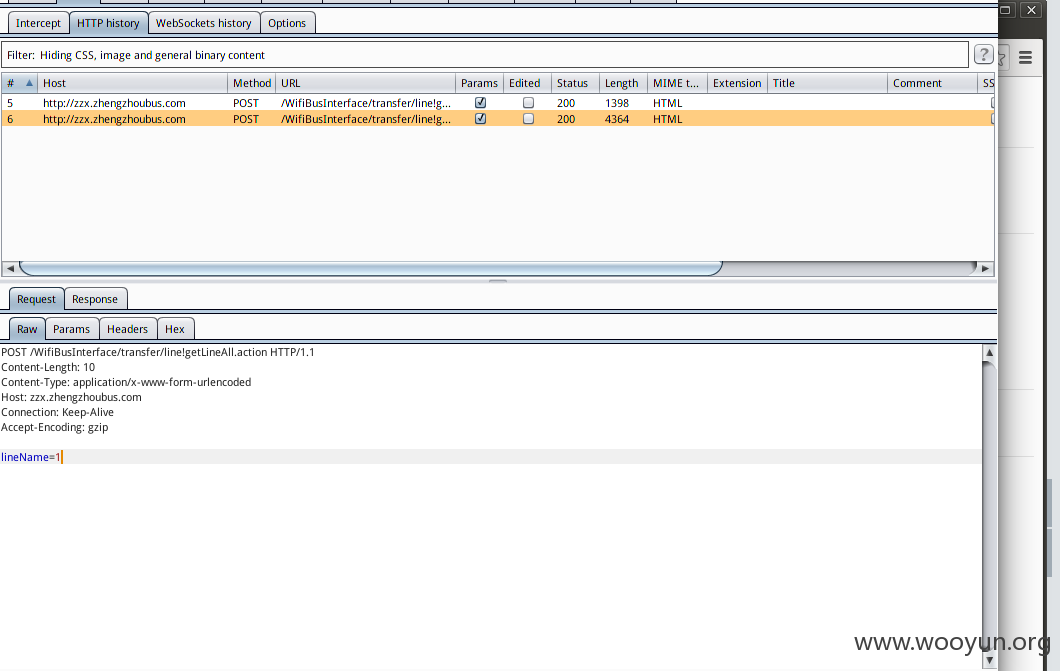 Intercept HTTP history WebSockets history Options
Filter: Hiding CSS, image and general binary content ?
# Host Method URL Params Edited Status Length MIME t... Extension Title Comment SS
5 http://zzx.zhengzhoubus.com POST /WifiBusInterface/transfer/line!g... 200 1398 HTML
6 http://zzx.zhengzhoubus.com POST /WifiBusInterface/transfer/line!g... 200 4364 HTML
Request Response
Raw Params Headers Hex
POST /WifiBusInterface/transfer/line!getLineAll.action HTTP/1.1
Content-Length: 10
Content-Type: application/x-www-form-urlencoded
Host: zzx.zhengzhoubus.com
Connection: Keep-Alive
Accept-Encoding: gzip
lineName=1
www.wooyun.org